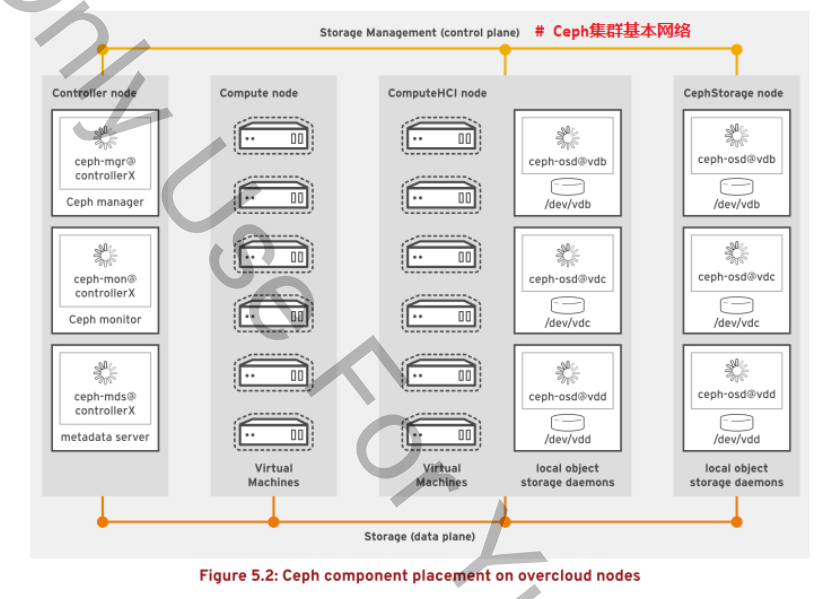 Storage Management (control plane) # Ceph集群基本网络
Controller node
ceph-mgr@
controllerX
Ceph manager
ceph-mon@
controllerX
Ceph monitor
ceph-mds@
controllerX
metadata server
Compute node
Virtual
Machines
ComputeHCI node
Virtual
Machines
ceph-osd@vdb
/dev/vdb
ceph-osd@vdc
/dev/vdc
ceph-osd@vdd
/dev/vdd
local object
storage daemons
CephStorage node
ceph-osd@vdb
/dev/vdb
ceph-osd@vdc
/dev/vdc
ceph-osd@vdd
/dev/vdd
local object
storage daemons
Storage (data plane)
Figure 5.2: Ceph component placement on overcloud nodes
only Use For Y